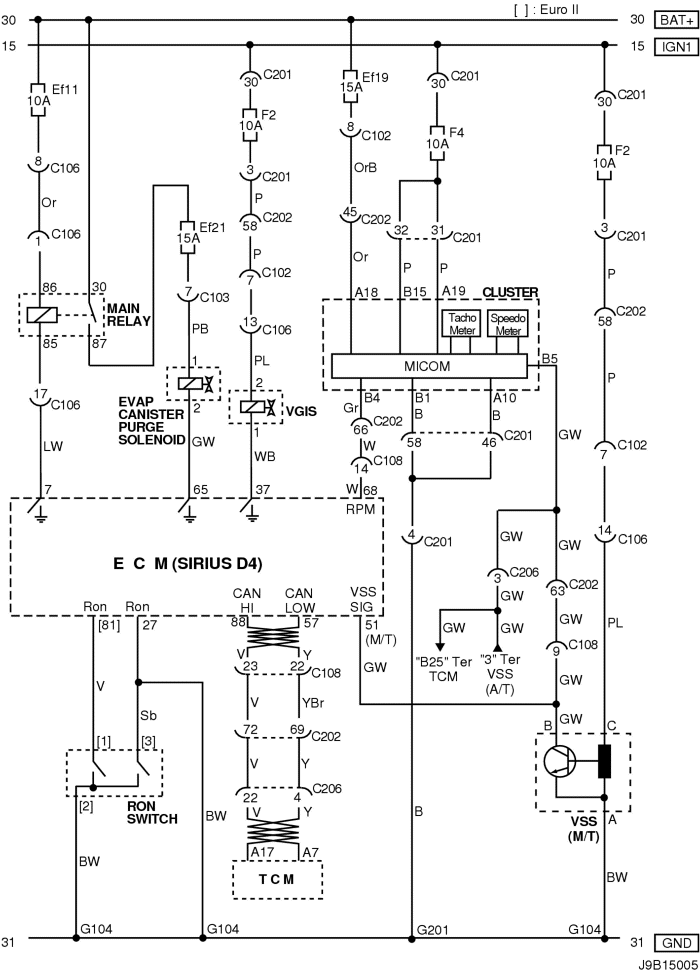 [ ] : Euro II
30 30 BAT+
15 15 IGN1
Ef11
10A
8 C106
Or
1 C106
86 30
MAIN
RELAY
85 87
17 C106
LW
7
Ef21
15A
7 C103
PB
1
EVAP
CANISTER
PURGE
SOLENOID
2
GW
65
30 C201
F2
10A
3 C201
P
58 C202
P
7 C102
13 C106
PL
2
VGIS
1
WB
37
Ef19
15A
8 C102
OrB
45 C202
Or
A18
30 C201
F4
10A
32 31 C201
P P
B15 A19
CLUSTER
Tacho
Meter
Speedo
Meter
MICOM
B5
B4 B1 A10
Gr B B
66 C202
W
14 C108
W 68
RPM
58 46 C201
4 C201
B
G201
30 C201
F2
10A
3 C201
P
58 C202
P
7 C102
14 C106
PL
C
GW
GW
GW
3 C206
GW
GW
GW
"B25" Ter
TCM
"3" Ter
VSS
(A/T)
63 C202
GW
9 C108
GW
B GW
VSS
(M/T)
A
BW
G104
E C M (SIRIUS D4)
Ron Ron
[81] 27
CAN
HI
CAN
LOW
VSS
SIG
88 57 51
(M/T)
GW
V Y
23 22 C108
V YBr
72 69 C202
V Y
C206
22 4
V Y
A17 A7
T C M
V Sb
[1] [3]
[2]
RON
SWITCH
BW BW
G104 G104
31 31 GND
J9B15005